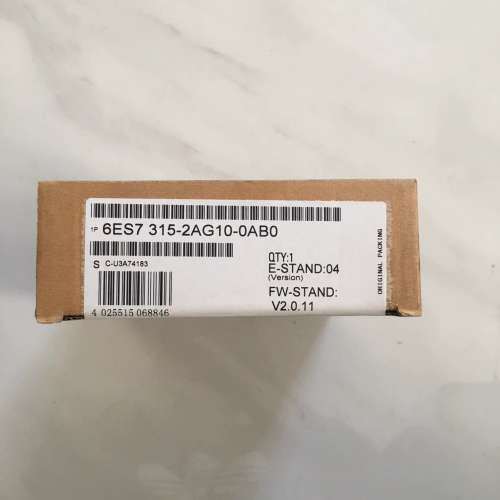 1P 6ES7 315-2AG10-0AB0
S C-U3A74183
QTY:1
E-STAND:04
(Version)
FW-STAND:
V2.0.11
4 025515 068846
ORIGINAL PACKING